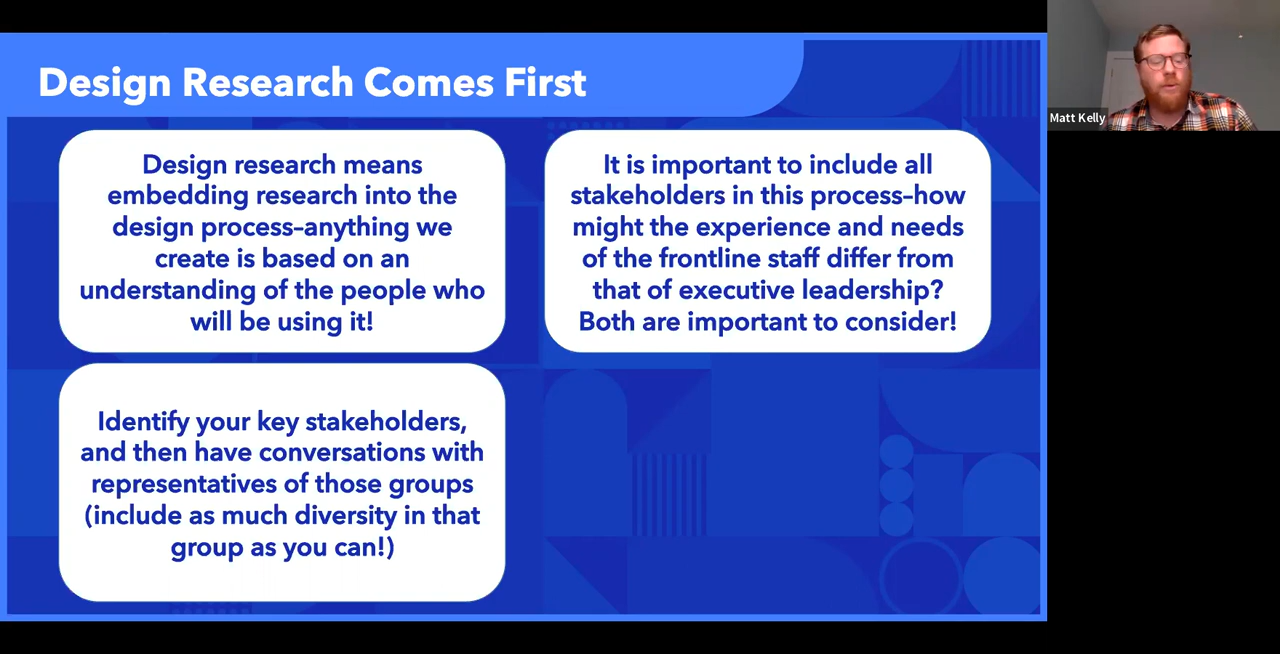 Design Research Comes First
Design research means
embedding research into the
design process–anything we
create is based on an
understanding of the people who
will be using it!
It is important to include all
stakeholders in this process–how
might the experience and needs
of the frontline staff differ from
that of executive leadership?
Both are important to consider!
Identify your key stakeholders,
and then have conversations with
representatives of those groups
(include as much diversity in that
group as you can!)
Matt Kelly